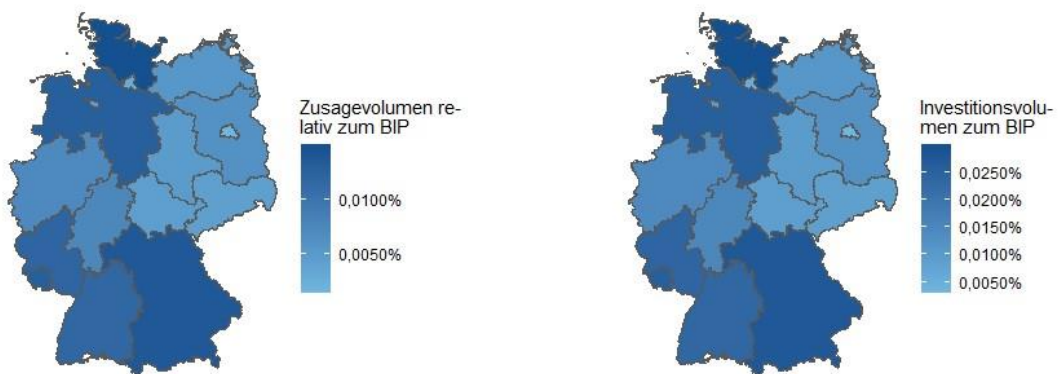 Zusagevolumen re-
lativ zum BIP
0,0100%
0,0050%
Investitionsvolu-
men zum BIP
0,0250%
0,0200%
0,0150%
0,0100%
0,0050%